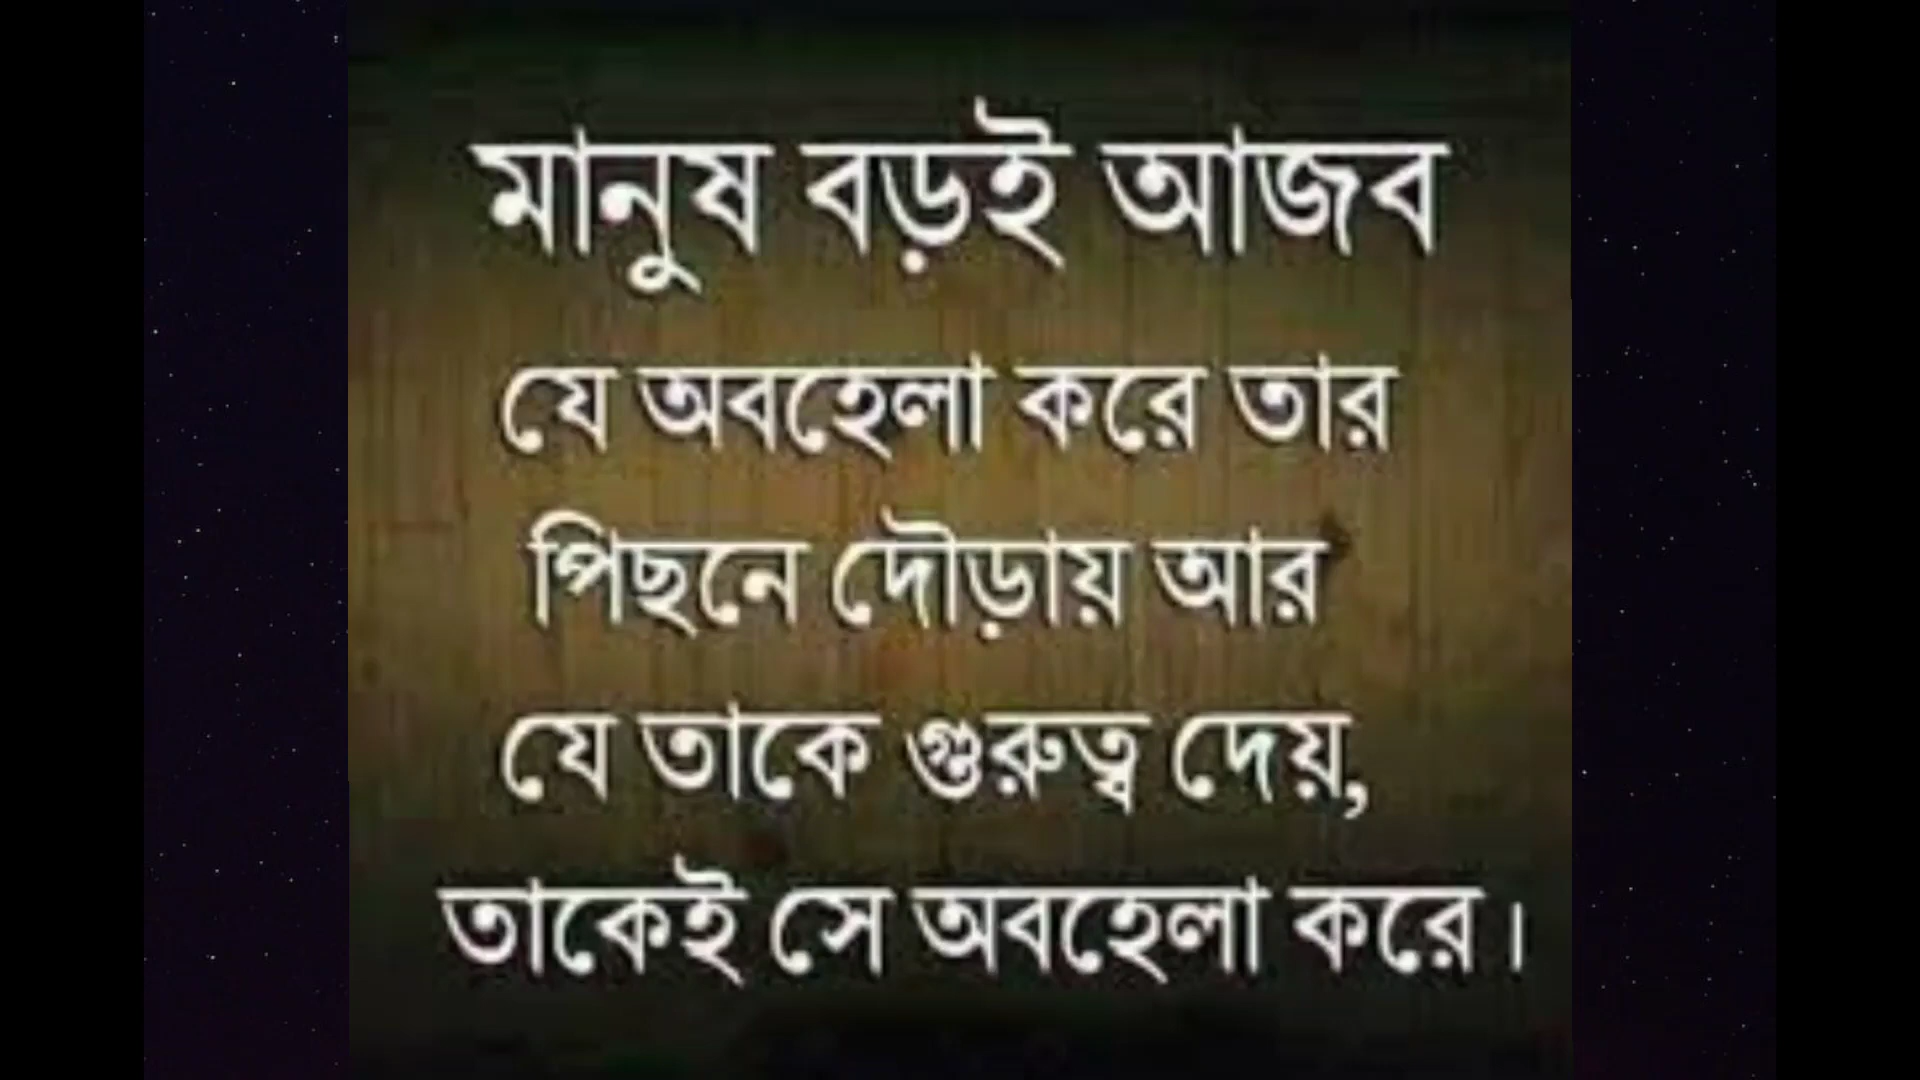 মানুষ বড়ই আজব
যে অবহেলা করে তার
পিছনে দৌড়ায় আর
যে তাকে গুরুত্ব দেয়,
তাকেই সে অবহেলা করে।